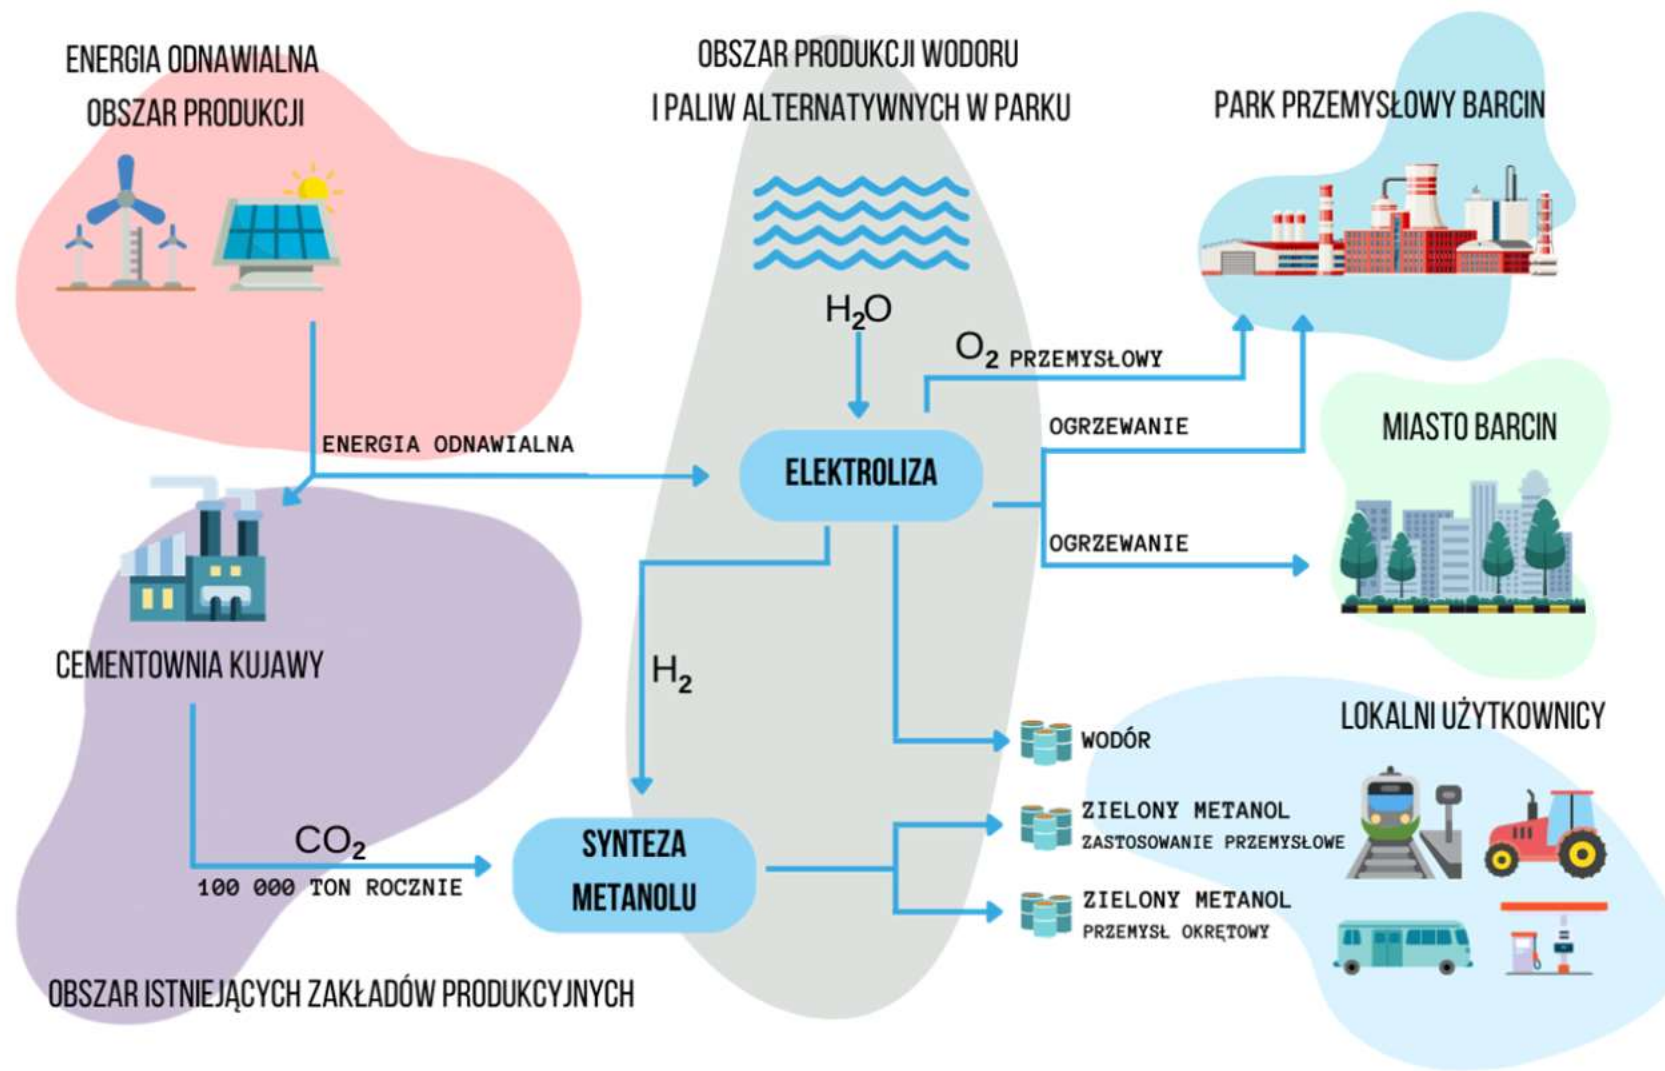 ENERGIA ODNAWIALNA
OBSZAR PRODUKCJI
OBSZAR PRODUKCJI WODORU
I PALIW ALTERNATYWNYCH W PARKU
PARK PRZEMYSŁOWY BARCIN
H2O
O2 PRZEMYSŁOWY
ENERGIA ODNAWIALNA
ELEKTROLIZA
OGRZEWANIE
OGRZEWANIE
MIASTO BARCIN
CEMENTOWNIA KUJAWY
H2
LOKALNI UŻYTKOWNICY
WODÓR
CO2
100 000 TON ROCZNIE
SYNTEZA
METANOLU
ZIELONY METANOL
ZASTOSOWANIE PRZEMYSŁOWE
ZIELONY METANOL
PRZEMYSŁ OKRĘTOWY
OBSZAR ISTNIEJĄCYCH ZAKŁADÓW PRODUKCYJNYCH